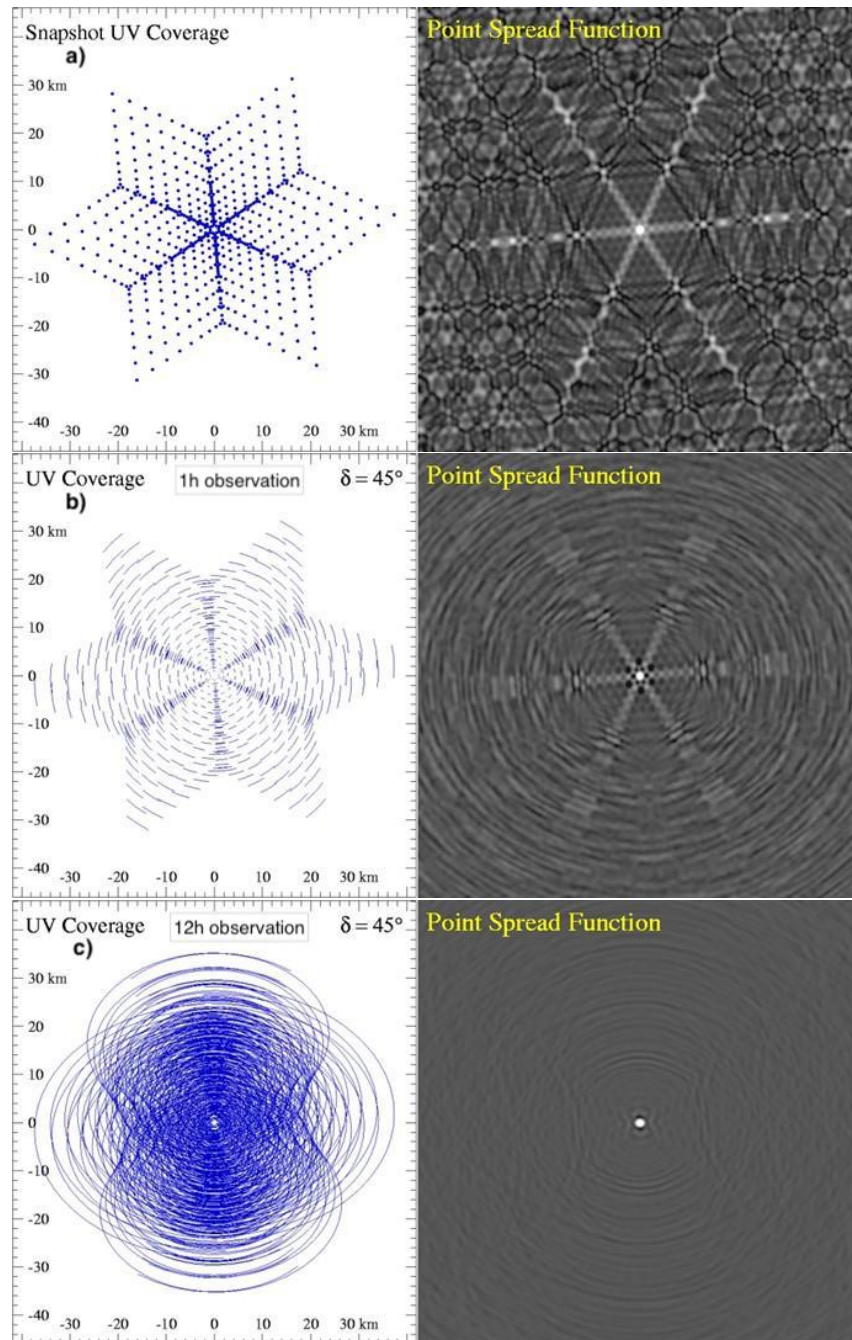 Snapshot UV Coverage
a)
Point Spread Function
30 km
20
10
0
-10
-20
-30
-40
-30 -20 -10 0 10 20 30 km
UV Coverage 1h observation δ = 45°
b)
Point Spread Function
30 km
20
10
0
-10
-20
-30
-40
-30 -20 -10 0 10 20 30 km
UV Coverage 12h observation δ = 45°
c)
Point Spread Function
30 km
20
10
0
-10
-20
-30
-40
-30 -20 -10 0 10 20 30 km